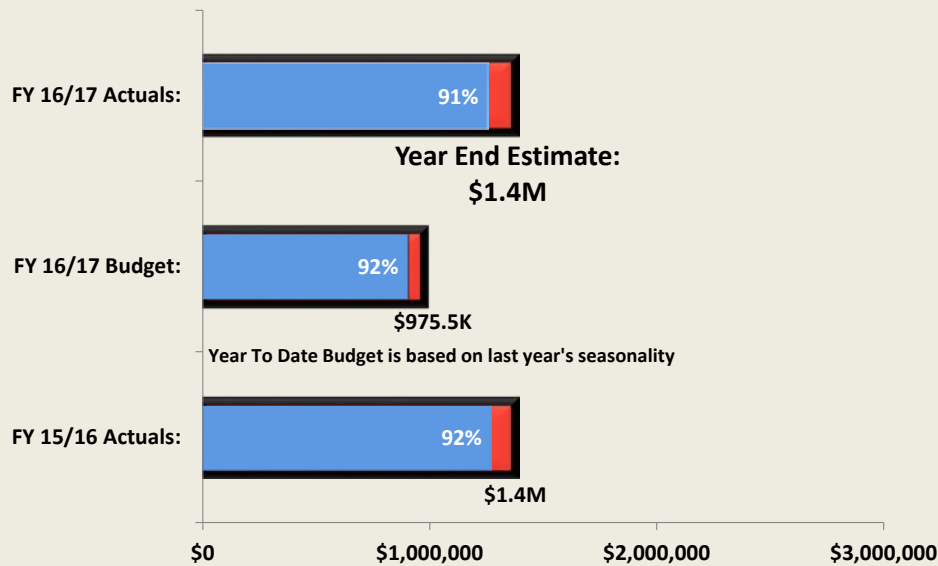 FY 16/17 Actuals:
91%
Year End Estimate:
$1.4M
FY 16/17 Budget:
92%
$975.5K
Year To Date Budget is based on last year's seasonality
FY 15/16 Actuals:
92%
$1.4M
$0
$1,000,000
$2,000,000
$3,000,000